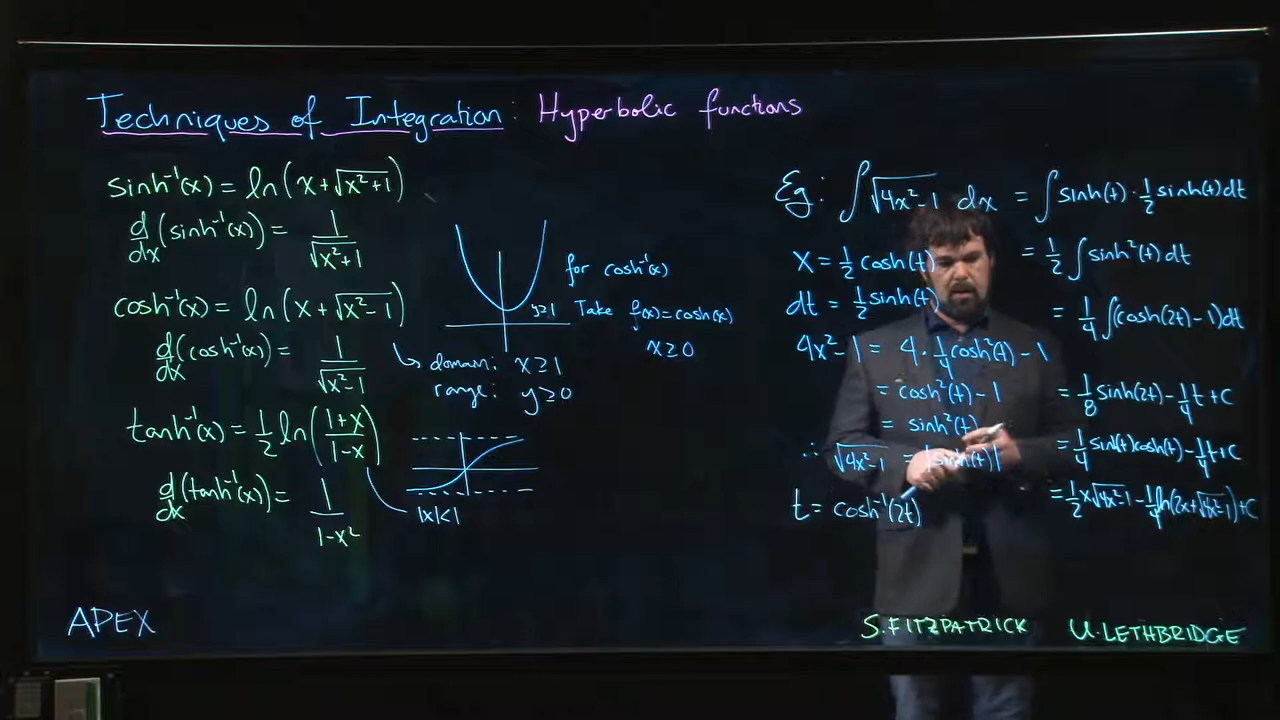 Techniques of Integration: Hyperbolic functions
sinh⁻¹(x) = ln(x+√(x²+1))
d/dx(sinh⁻¹(x)) = 1/√(x²+1)
cosh⁻¹(x) = ln(x+√(x²-1))
d/dx(cosh⁻¹(x)) = 1/√(x²-1)
tanh⁻¹(x) = 1/2 ln((1+x)/(1-x))
d/dx(tanh⁻¹(x)) = 1/(1-x²)
y≥1
for cosh⁻¹(x)
Take f(x)=cosh(x)
x≥0
domain: x≥1
range: y≥0
|x|<1
Eg: ∫√(4x²-1) dx = ∫sinh(t)·1/2 sinh(t)dt
= 1/2 ∫sinh²(t)dt
= 1/4 ∫(cosh(2t)-1)dt
= 1/8 sinh(2t) - 1/4 t + C
= 1/4 sinh(t)cosh(t) - 1/4 t + C
= 1/2 x√(4x²-1) - 1/4 ln(2x+√(4x²-1)) + C
x = 1/2 cosh(t)
dt = 1/2 sinh(t)
4x²-1 = 4·1/4 cosh²(t) - 1
= cosh²(t) - 1
= sinh²(t)
∴ √(4x²-1) = |sinh(t)|
t = cosh⁻¹(2t)
APEX
S. FITZPATRICK U. LETHBRIDGE